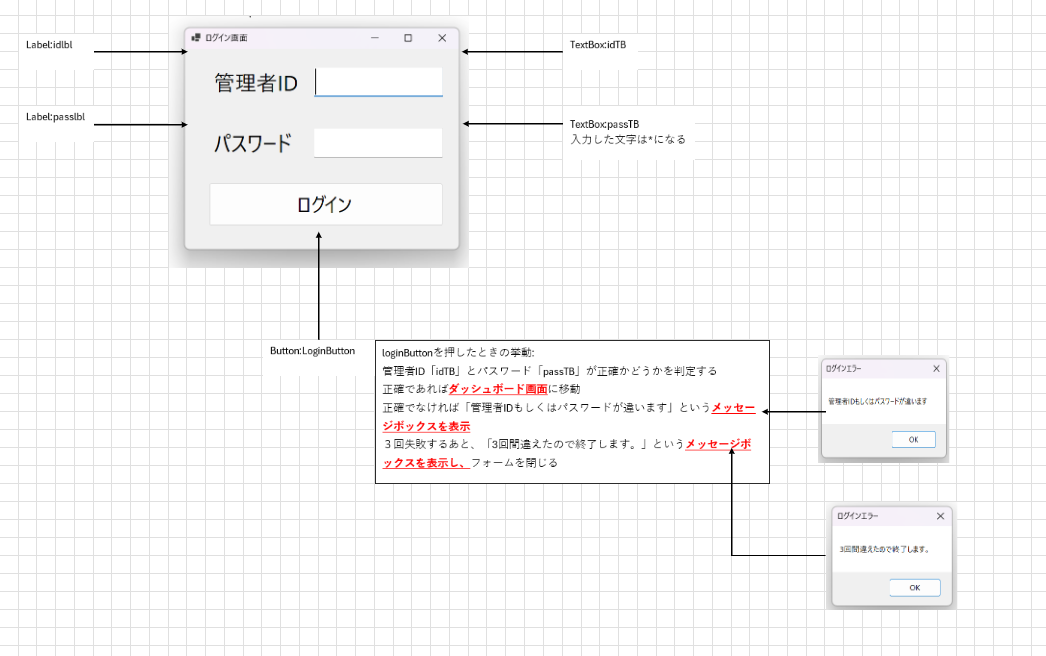 Label:idlbl
ログイン画面
TextBox:idTB
管理者ID
Label:passlbl
TextBox:passTB
入力した文字は*になる
パスワード
ログイン
Button:LoginButton
loginButtonを押したときの挙動:
管理者ID「idTB」とパスワード「passTB」が正確かどうかを判定する
正確であればダッシュボード画面に移動
正確でなければ「管理者IDもしくはパスワードが違います」というメッセー
ジボックスを表示
３回失敗するあと、「3回間違えたので終了します。」というメッセージボ
ックスを表示し、フォームを閉じる
ログインエラー
管理者IDもしくはパスワードが違います
OK
ログインエラー
3回間違えたので終了します。
OK